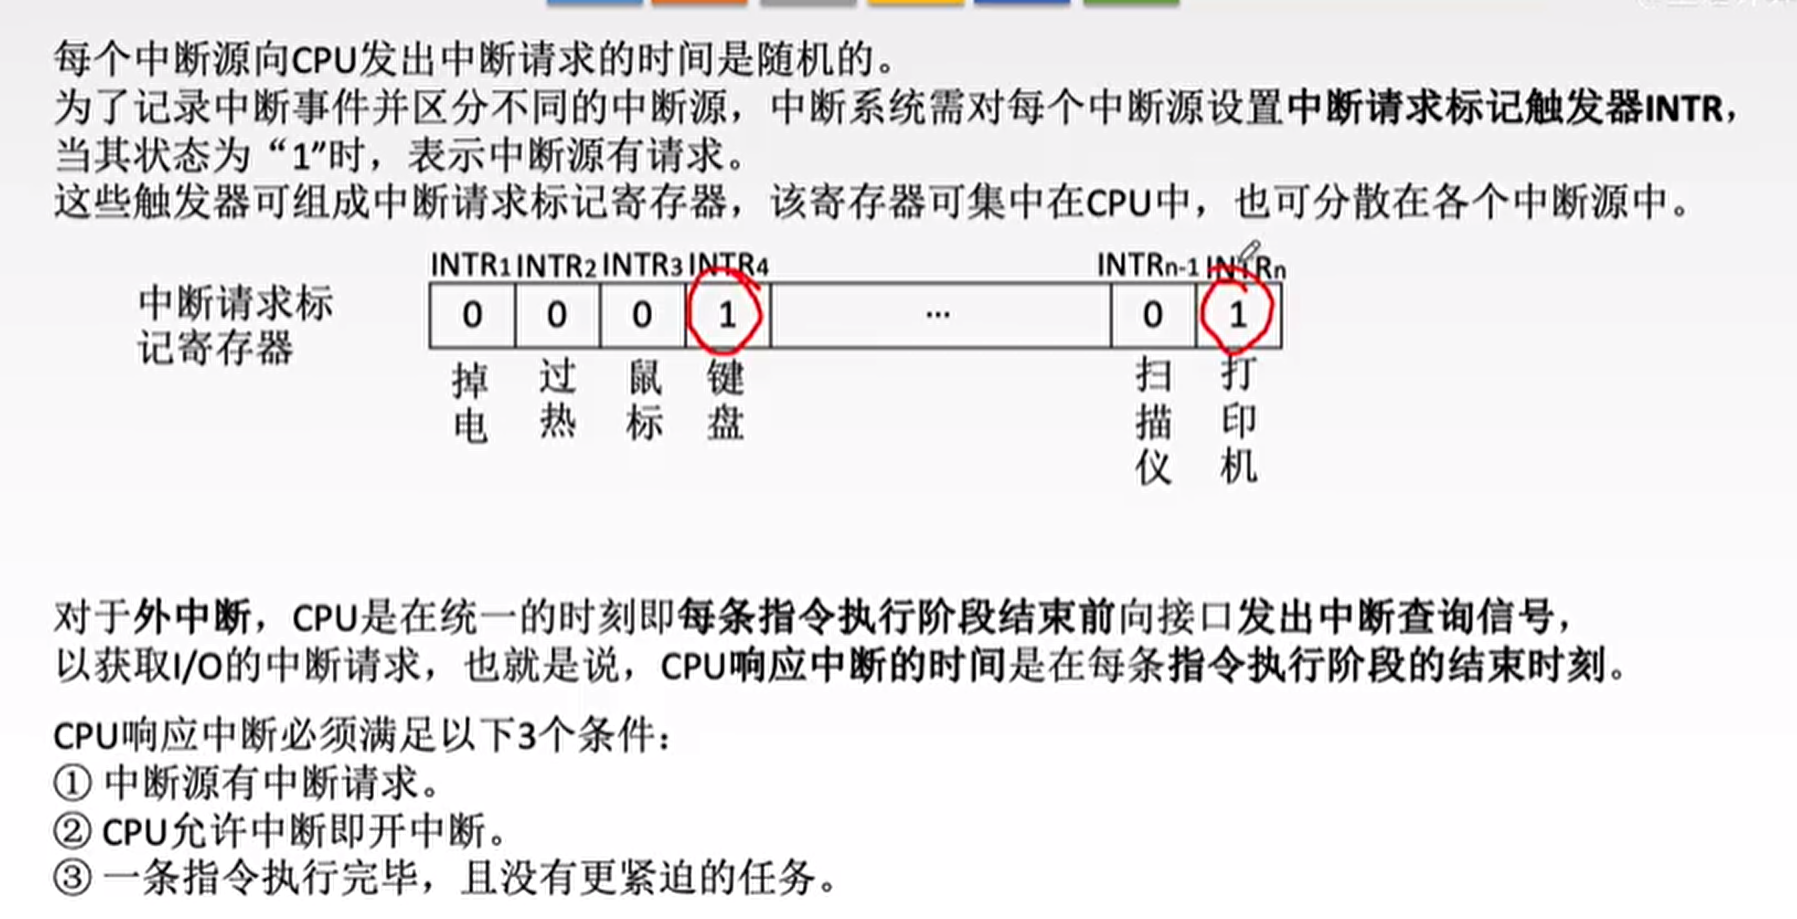 每个中断源向CPU发出中断请求的时间是随机的。
为了记录中断事件并区分不同的中断源，中断系统需对每个中断源设置中断请求标记触发器INTR，
当其状态为“1”时，表示中断源有请求。
这些触发器可组成中断请求标记寄存器，该寄存器可集中在CPU中，也可分散在各个中断源中。
INTR1 INTR2 INTR3 INTR4 INTRn-1 INTRn
中断请求标
记寄存器
0 0 0 1 ... 0 1
掉电 过热 鼠标 键盘 扫描仪 打印机
对于外中断，CPU是在统一的时刻即每条指令执行阶段结束前向接口发出中断查询信号，
以获取I/O的中断请求，也就是说，CPU响应中断的时间是在每条指令执行阶段的结束时刻。
CPU响应中断必须满足以下3个条件：
① 中断源有中断请求。
② CPU允许中断即开中断。
③ 一条指令执行完毕，且没有更紧迫的任务。